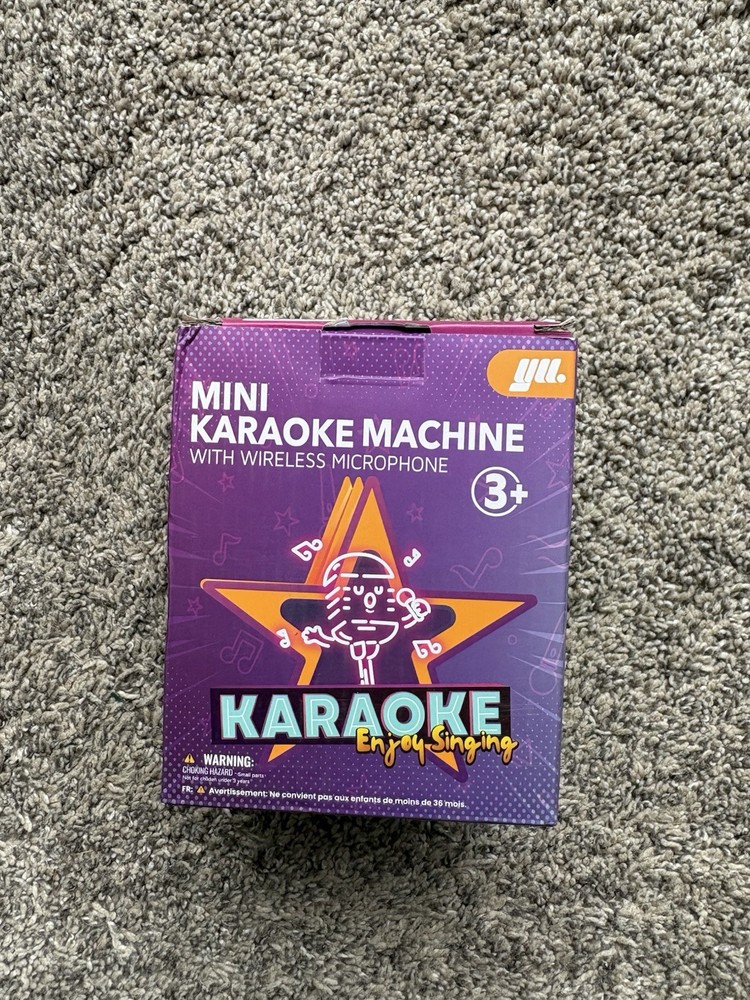 yu.
MINI
KARAOKE MACHINE
WITH WIRELESS MICROPHONE
3+
KARAOKE
Enjoy Singing
WARNING:
CHOKING HAZARD - Small parts
Not for children under 3 years
FR: Avertissement: Ne convient pas aux enfants de moins de 36 mois.